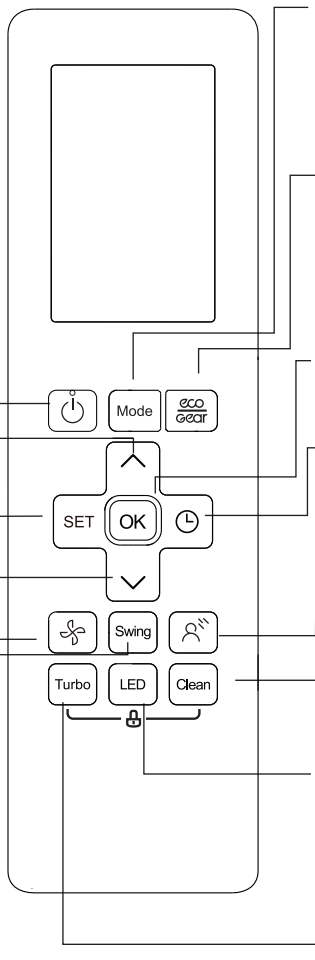 Mode
eco
Gear
SET
OK
Swing
Turbo
LED
Clean